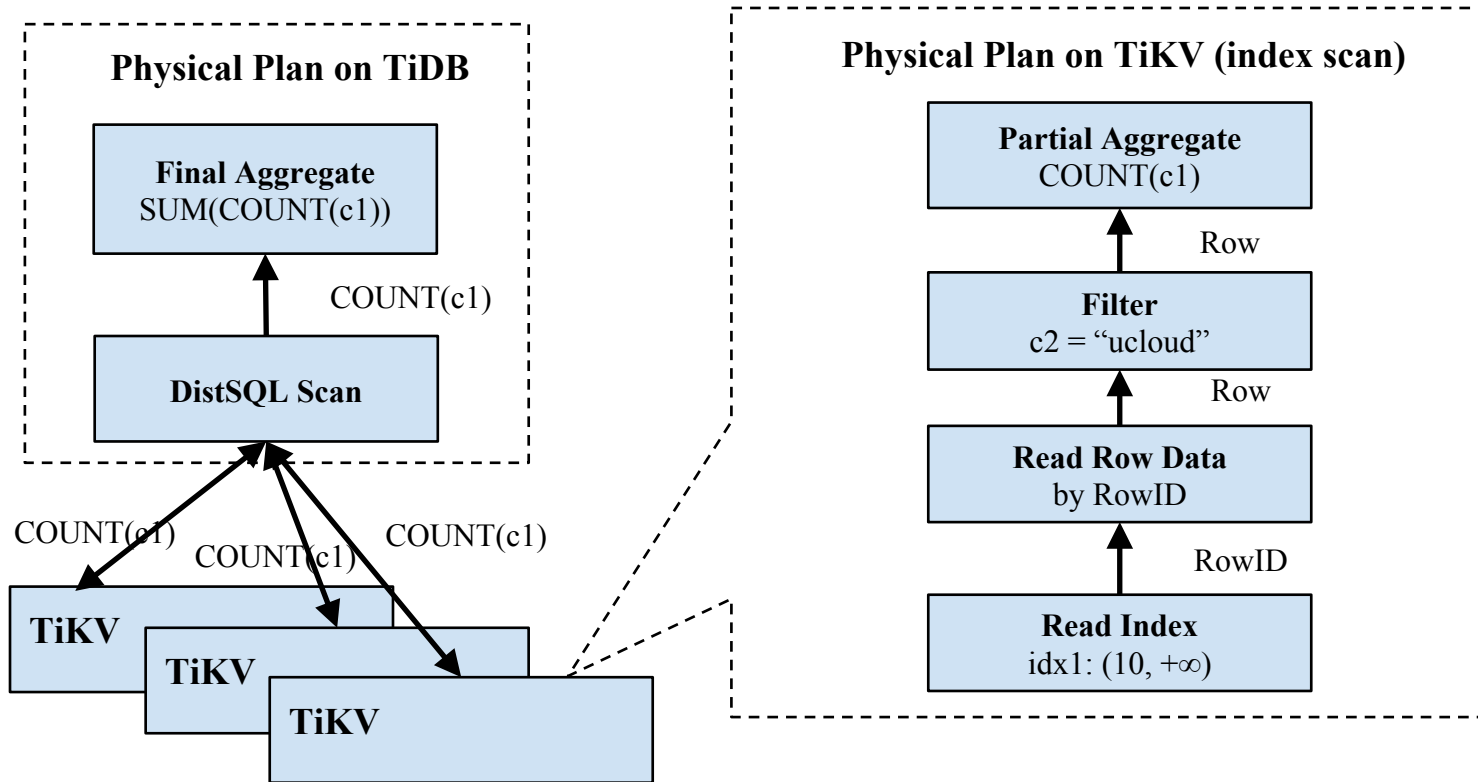 Physical Plan on TiDB
Final Aggregate
SUM(COUNT(c1))
COUNT(c1)
DistSQL Scan
COUNT(c1)
COUNT(c1)
COUNT(c1)
TiKV
TiKV
TiKV
Physical Plan on TiKV (index scan)
Partial Aggregate
COUNT(c1)
Row
Filter
c2 = “ucloud”
Row
Read Row Data
by RowID
RowID
Read Index
idx1: (10, +∞)